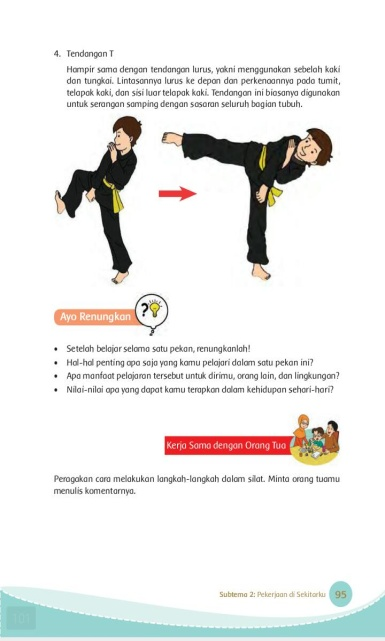 4. Tendangan T
Hampir sama dengan tendangan lurus, yakni menggunakan sebelah kaki
dan tungkai. Lintasannya lurus ke depan dan perkenaannya pada tumit,
telapak kaki, dan sisi luar telapak kaki. Tendangan ini biasanya digunakan
untuk serangan samping dengan sasaran seluruh bagian tubuh.
?
Ayo Renungkan
• Setelah belajar selama satu pekan, renungkanlah!
• Hal-hal penting apa saja yang kamu pelajari dalam satu pekan ini?
• Apa manfaat pelajaran tersebut untuk dirimu, orang lain, dan lingkungan?
• Nilai-nilai apa yang dapat kamu terapkan dalam kehidupan sehari-hari?
Kerja Sama dengan Orang Tua
Peragakan cara melakukan langkah-langkah dalam silat. Minta orang tuamu
menulis komentarnya.
Subtema 2: Pekerjaan di Sekitarku 95
101